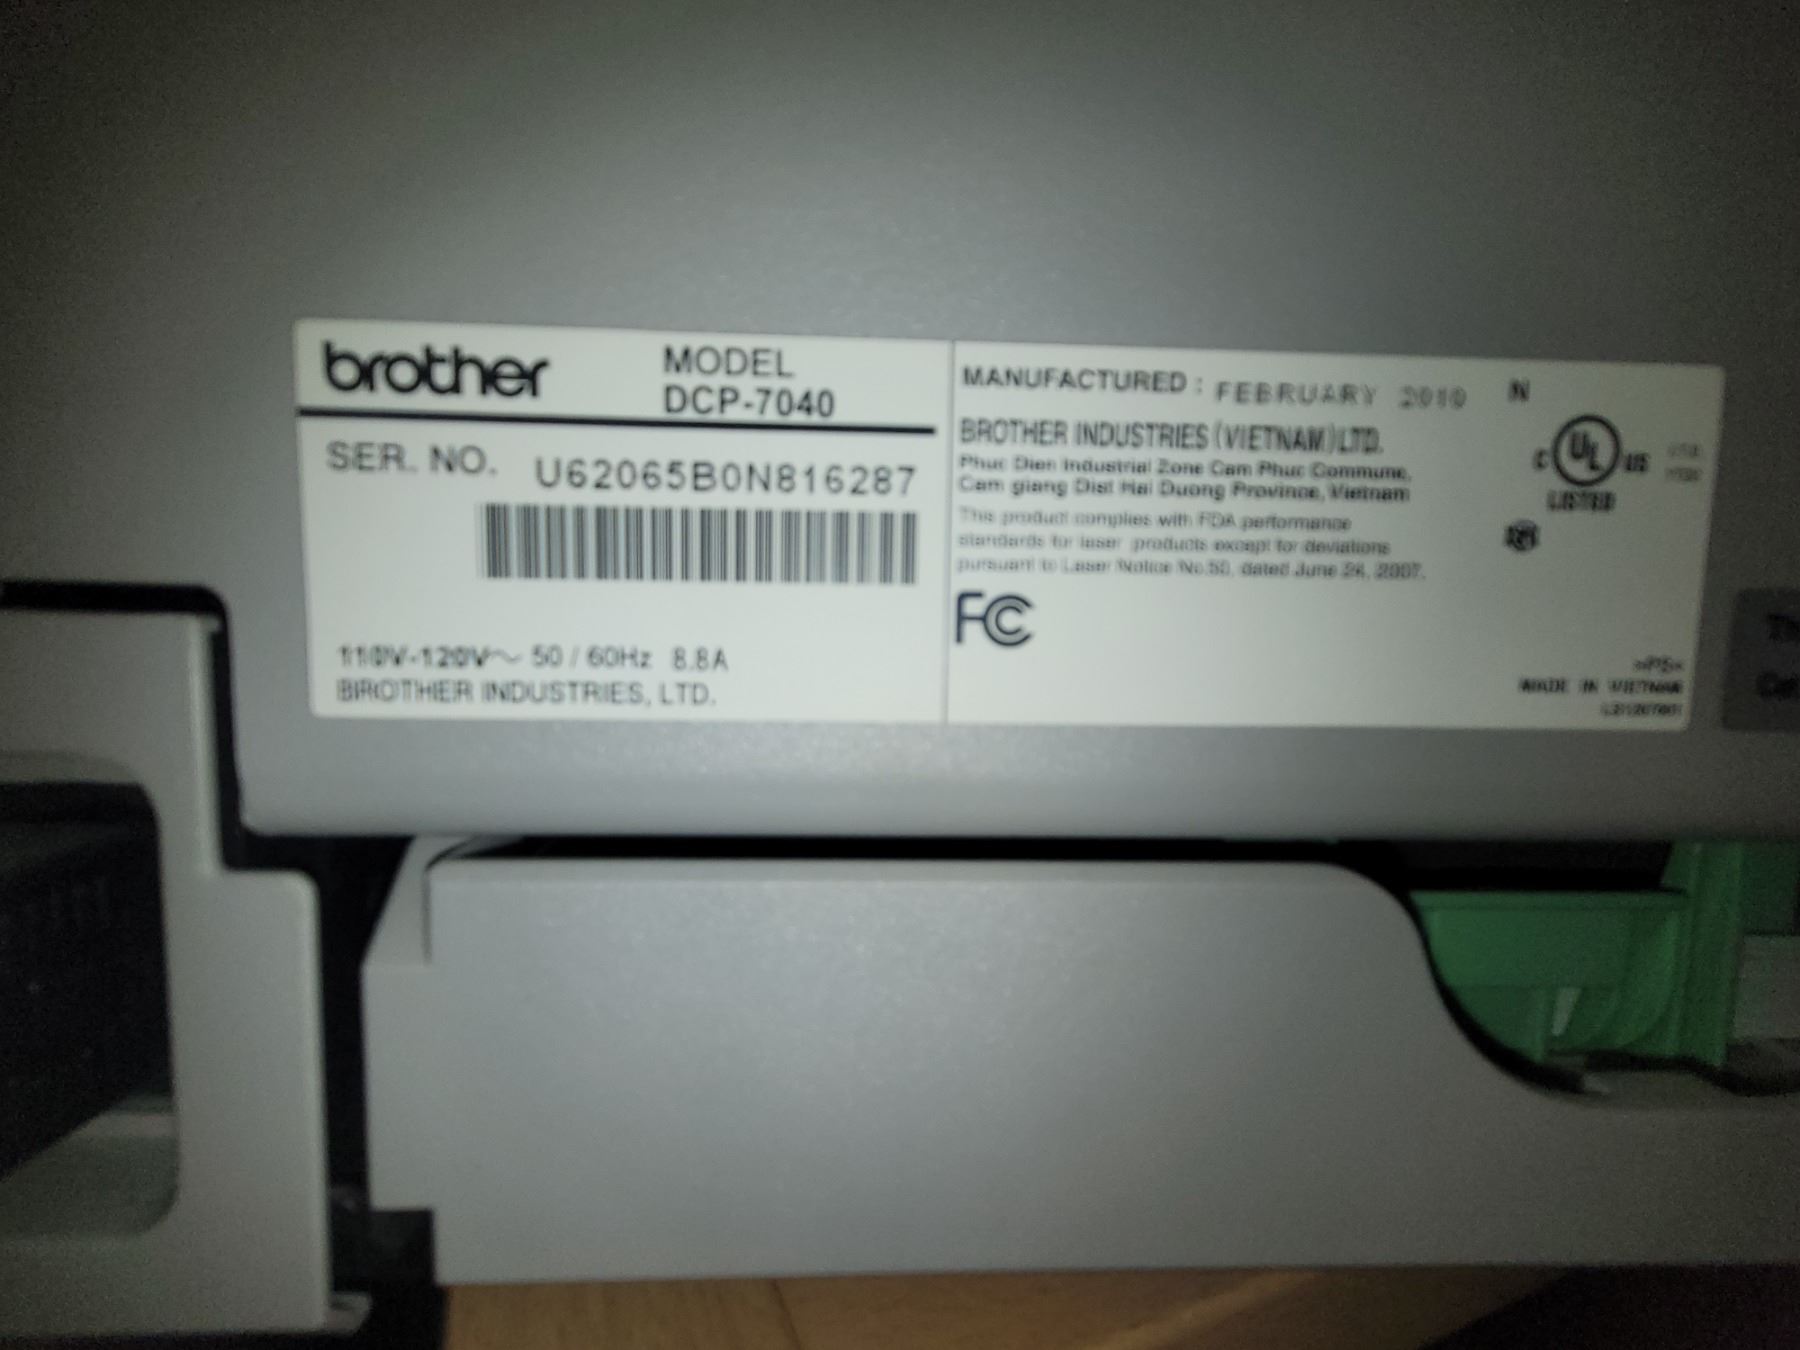 brother
MODEL
DCP-7040
SER. NO. U62065B0N816287
110V-120V~ 50 / 60Hz 8.8A
BROTHER INDUSTRIES, LTD.
MANUFACTURED : FEBRUARY 2010 N
BROTHER INDUSTRIES (VIETNAM) LTD.
Phuc Dien Industrial Zone Cam Phuc Commune,
Cam giang Dist Hai Duong Province, Vietnam
This product complies with FDA performance
standards for laser products except for deviations
pursuant to Laser Notice No.50, dated June 24, 2007.
FC
C UL US
LISTED
MADE IN VIETNAM